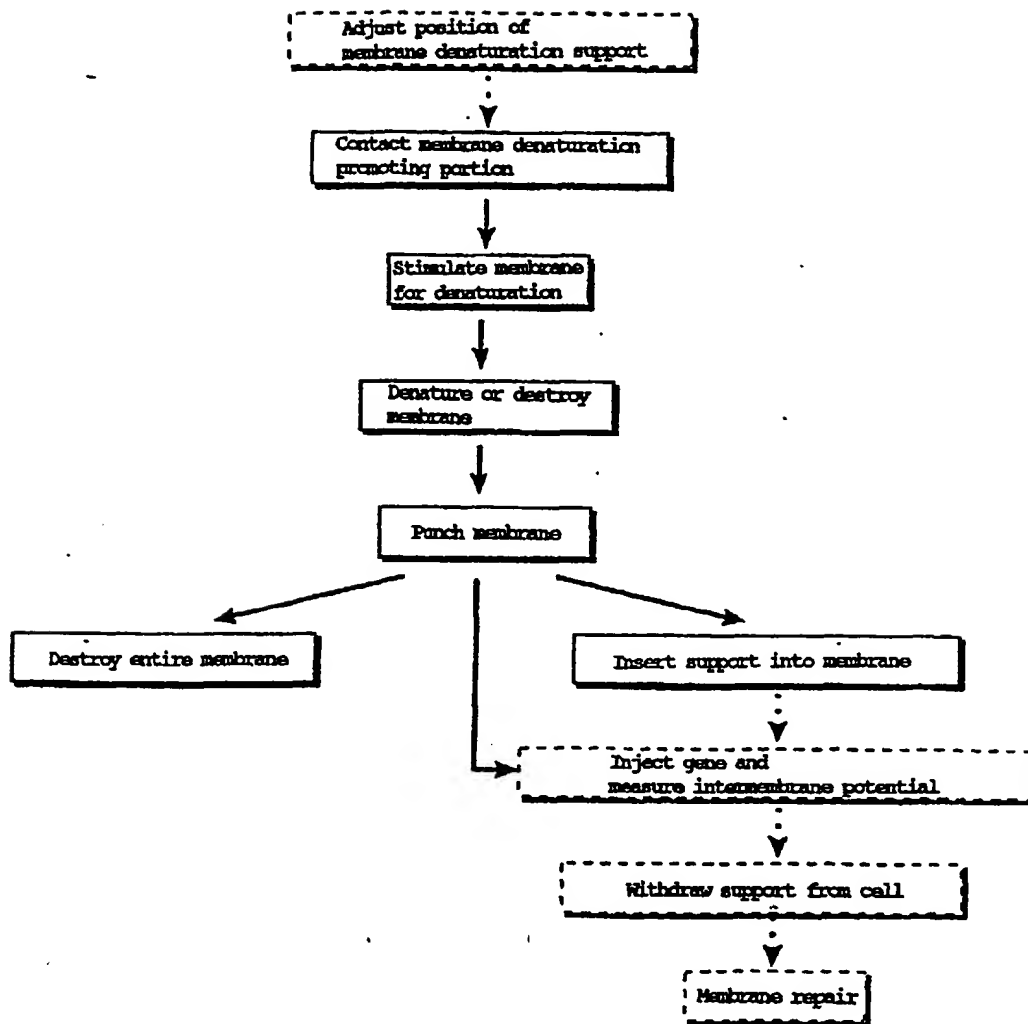 Adjust position of
membrane denaturation support
Contact membrane denaturation
promoting portion
Stimulate membrane
for denaturation
Denature or destroy
membrane
Punch membrane
Destroy entire membrane
Insert support into membrane
Inject gene and
measure intermembrane potential
Withdraw support from cell
Membrane repair